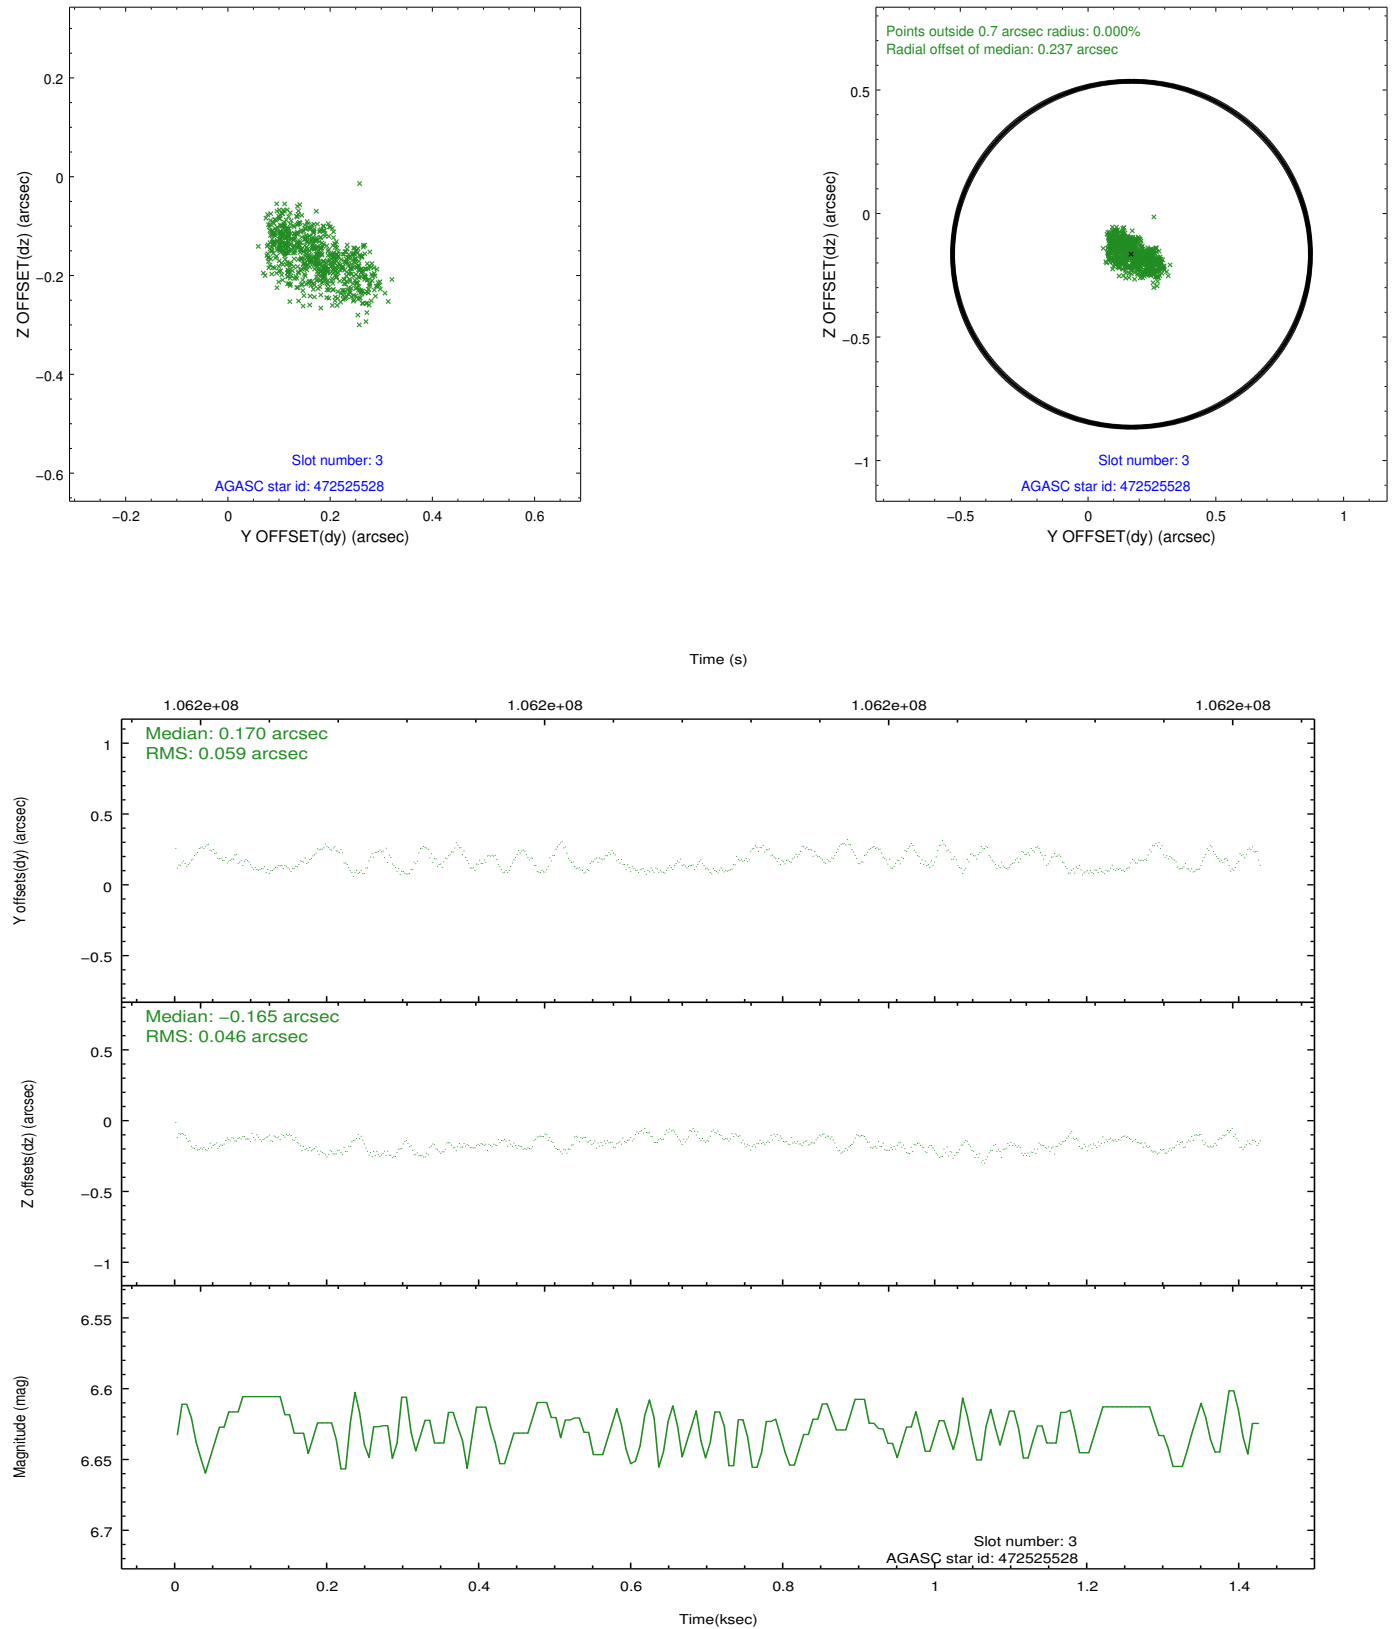 0.2
0
−0.2
−0.4
−0.6
Z OFFSET(dz) (arcsec)
Slot number: 3
AGASC star id: 472525528
−0.2
0
0.2
0.4
0.6
Y OFFSET(dy) (arcsec)
Points outside 0.7 arcsec radius: 0.000%
Radial offset of median: 0.237 arcsec
0.5
0
−0.5
−1
Z OFFSET(dz) (arcsec)
Slot number: 3
AGASC star id: 472525528
−0.5
0
0.5
1
Y OFFSET(dy) (arcsec)
Time (s)
1.062e+08
1.062e+08
1.062e+08
1.062e+08
Median: 0.170 arcsec
RMS: 0.059 arcsec
1
0.5
0
−0.5
Y offsets(dy) (arcsec)
Median: −0.165 arcsec
RMS: 0.046 arcsec
0.5
0
−0.5
−1
Z offsets(dz) (arcsec)
6.55
6.6
6.65
6.7
Magnitude (mag)
Slot number: 3
AGASC star id: 472525528
0
0.2
0.4
0.6
0.8
1
1.2
1.4
Time(ksec)